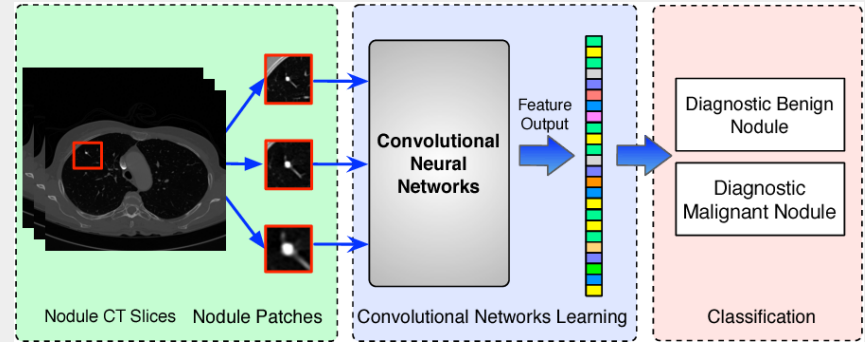 Nodule CT Slices
Nodule Patches
Convolutional
Neural
Networks
Feature
Output
Convolutional Networks Learning
Diagnostic Benign
Nodule
Diagnostic
Malignant Nodule
Classification